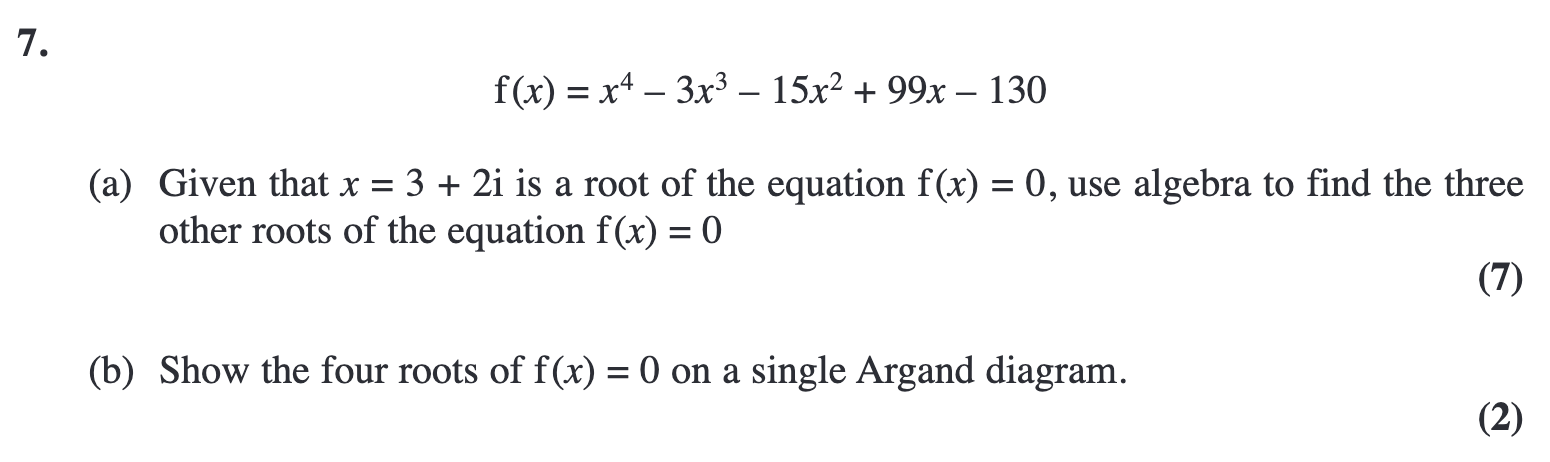 7.
f(x) = x⁴ – 3x³ – 15x² + 99x – 130
(a) Given that x = 3 + 2i is a root of the equation f(x) = 0, use algebra to find the three
other roots of the equation f(x) = 0
(7)
(b) Show the four roots of f(x) = 0 on a single Argand diagram.
(2)